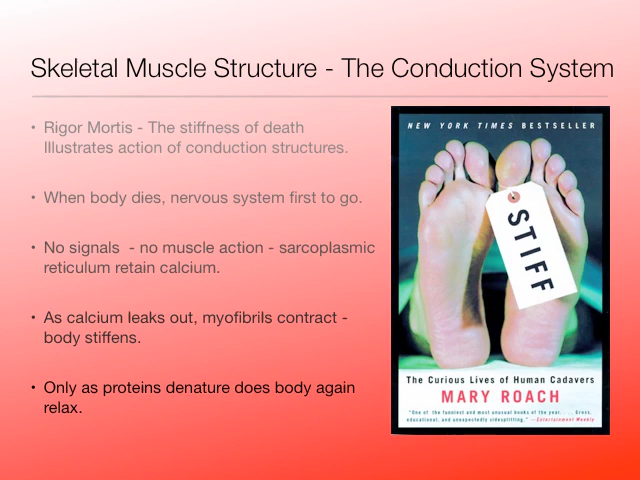 Skeletal Muscle Structure - The Conduction System
• Rigor Mortis - The stiffness of death
Illustrates action of conduction structures.
• When body dies, nervous system first to go.
• No signals  - no muscle action - sarcoplasmic
reticulum retain calcium.
• As calcium leaks out, myofibrils contract -
body stiffens.
• Only as proteins denature does body again
relax.
NEW YORK TIMES BESTSELLER
STIFF
The Curious Lives of Human Cadavers
MARY ROACH
"One of the funniest and most unusual books of the year. . . . Gross,
educational, and unexpectedly sidesplitting." —Entertainment Weekly